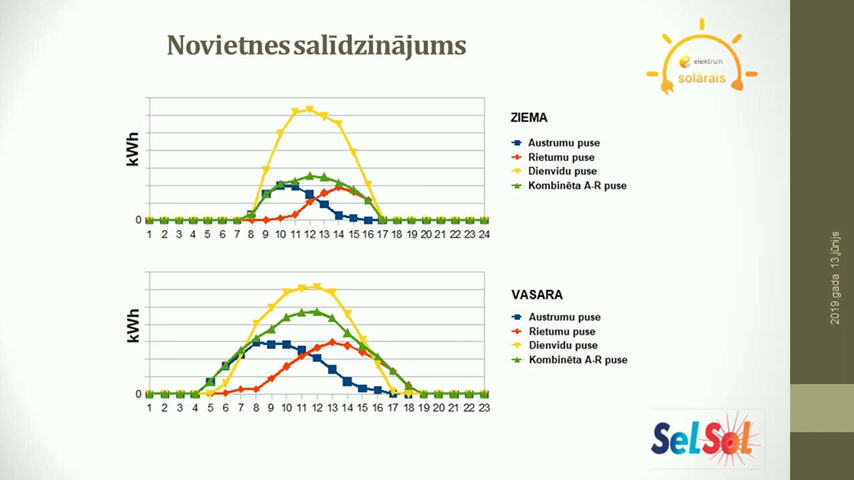 Novietnes salīdzinājums
elektrum
solārais
kWh
0
1 2 3 4 5 6 7 8 9 10 11 12 13 14 15 16 17 18 19 20 21 22 23 24
ZIEMA
Austrumu puse
Rietumu puse
Dienvidu puse
Kombinēta A-R puse
kWh
0
1 2 3 4 5 6 7 8 9 10 11 12 13 14 15 16 17 18 19 20 21 22 23
VASARA
Austrumu puse
Rietumu puse
Dienvidu puse
Kombinēta A-R puse
2019.gada 13.jūnijs
SelSol